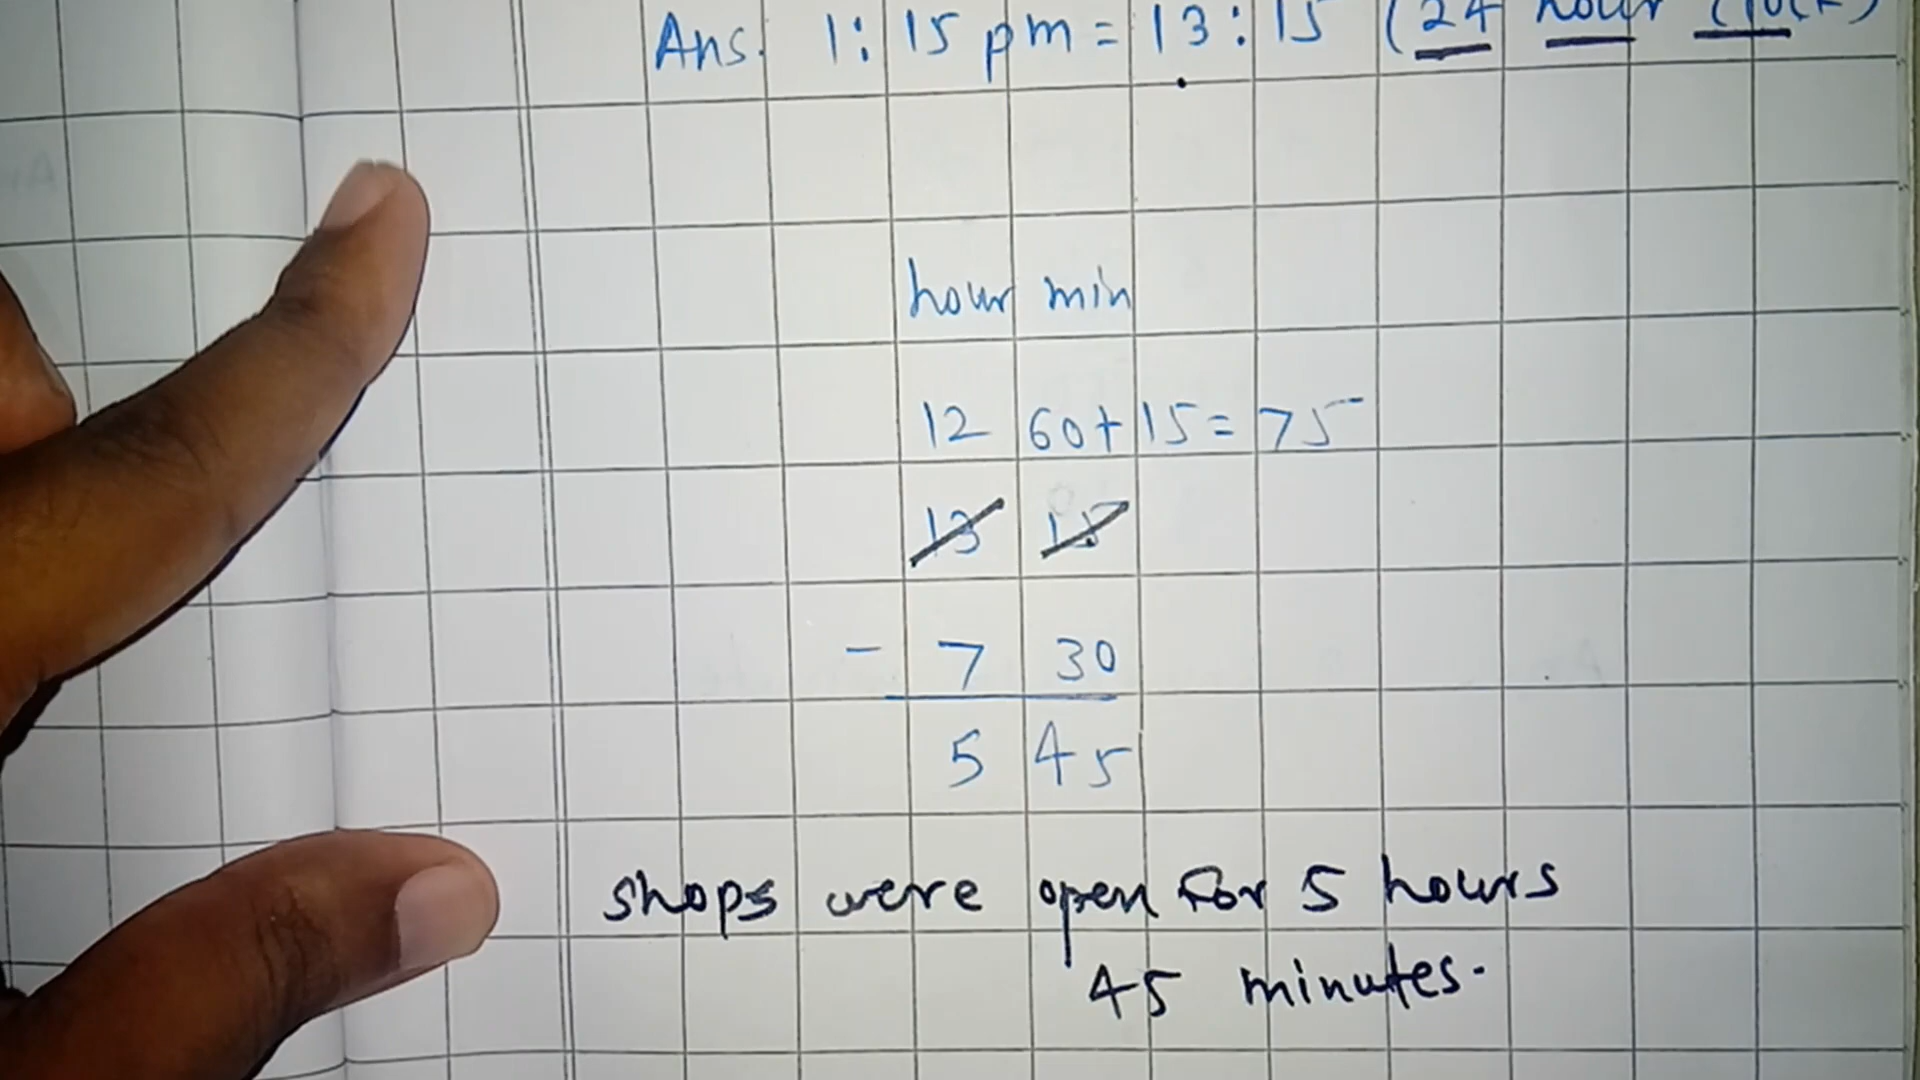 Ans. 1:15 pm = 13:15 (24 hour clock)
hour min
12 60+15=75
13 15
- 7 30
5 45
shops were open for 5 hours
45 minutes.